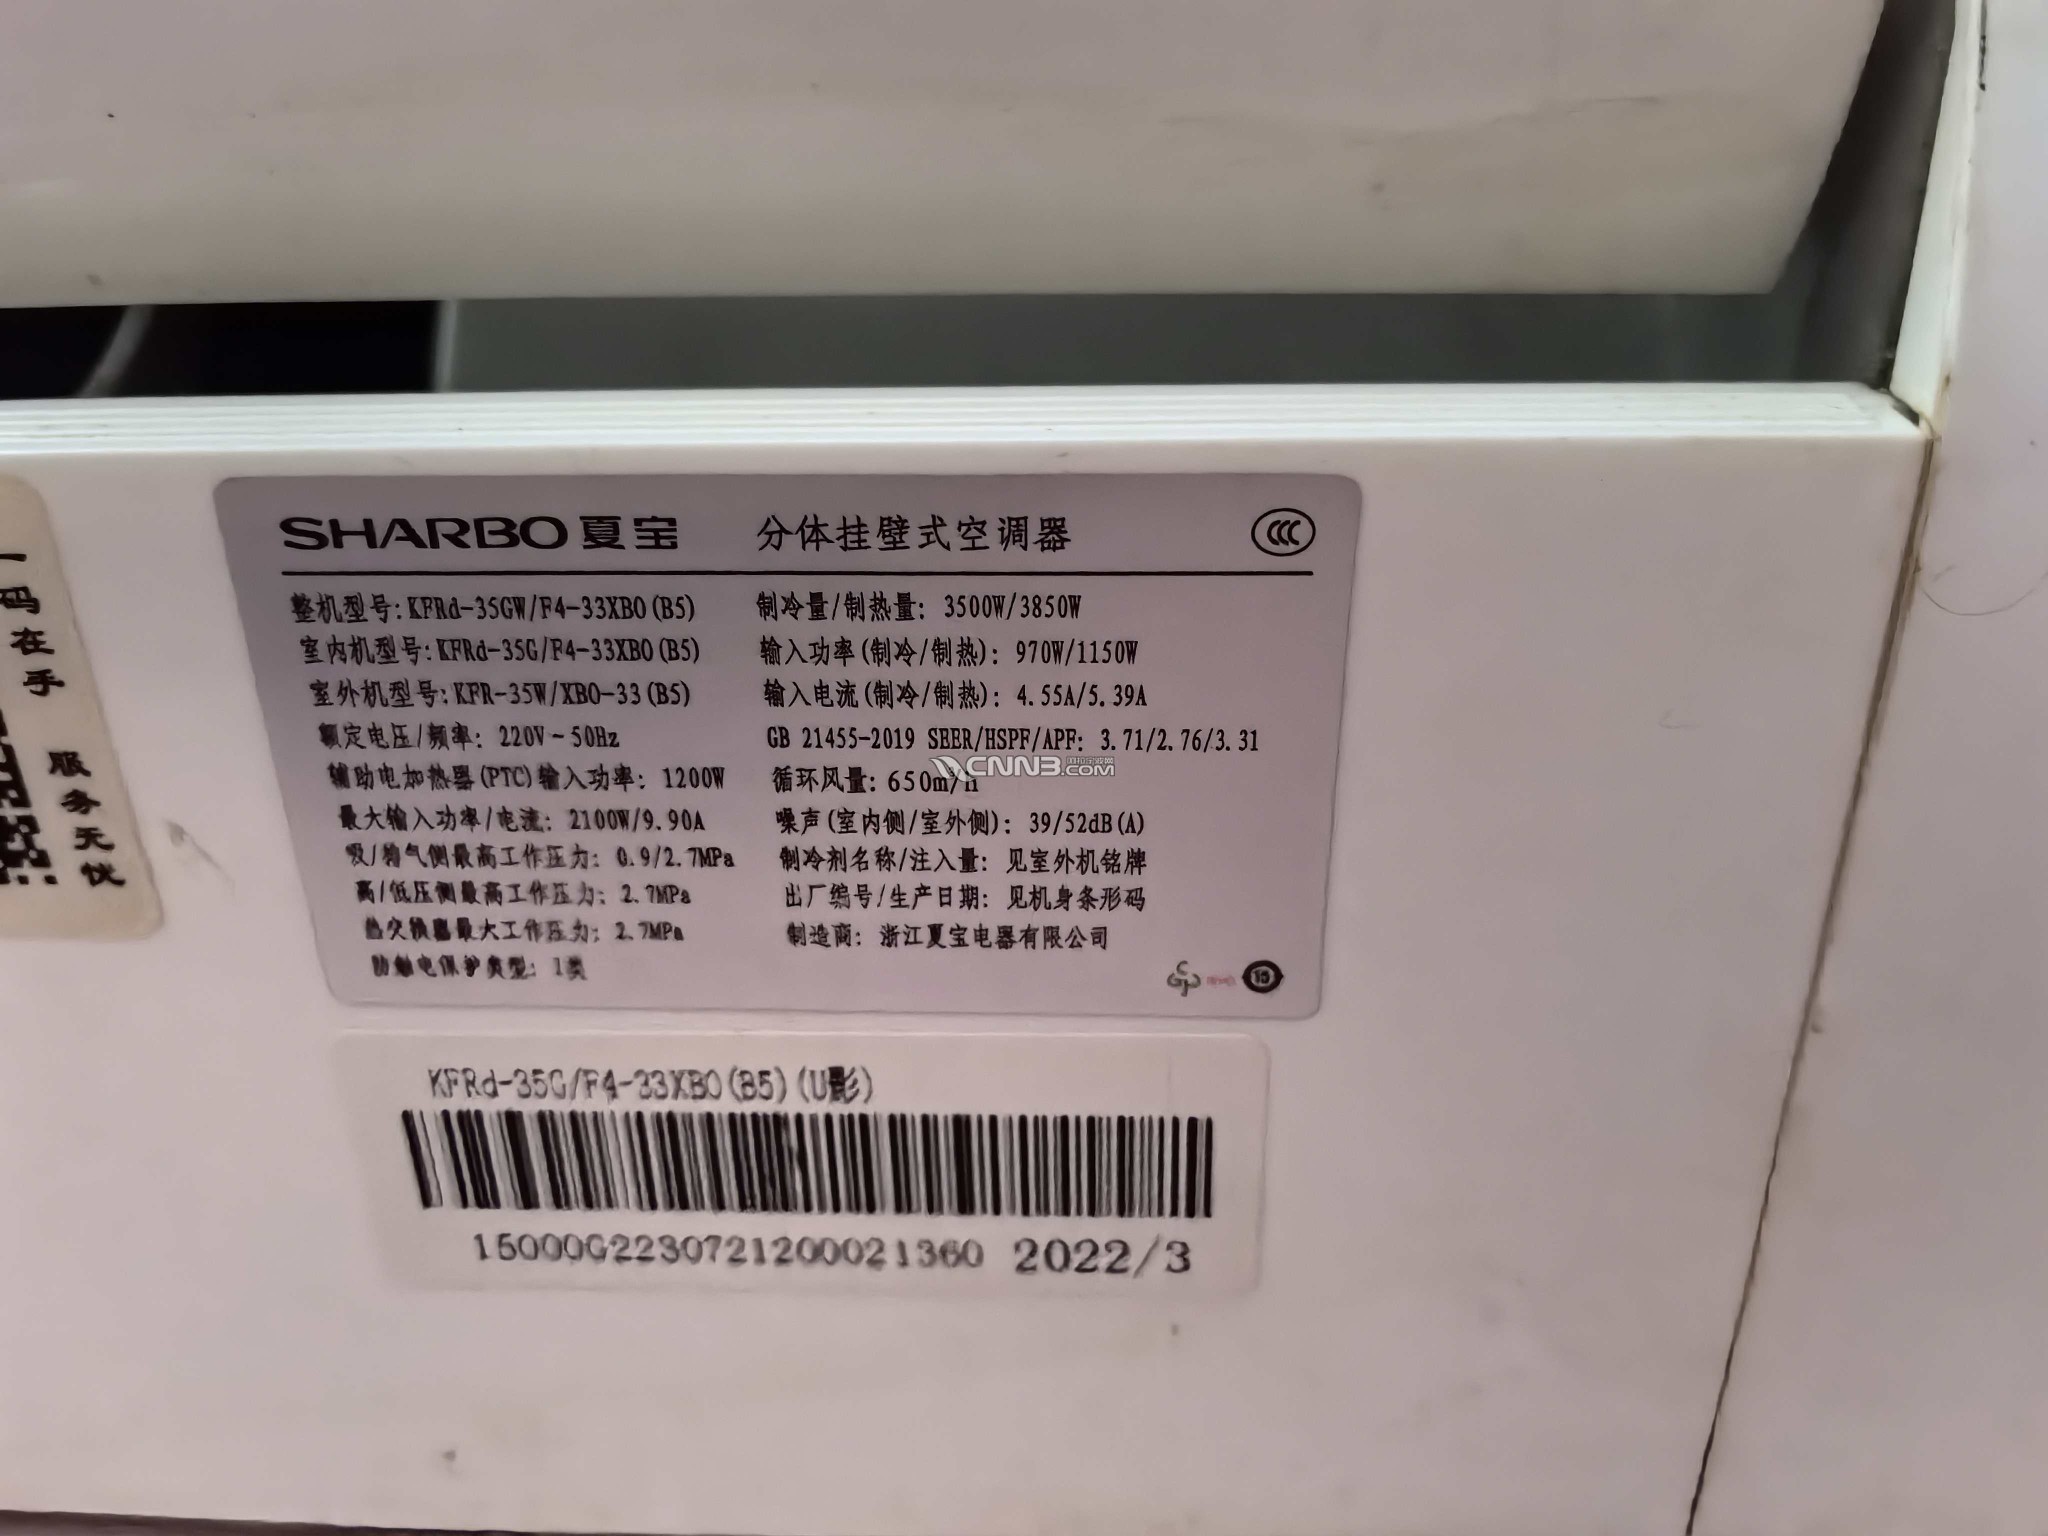 一码在手 服务无忧
SHARBO 夏宝 分体挂壁式空调器
整机型号:KFRd-35GW/F4-33XBO(B5)
室内机型号:KFRd-35G/F4-33XBO(B5)
室外机型号:KFR-35W/XBO-33(B5)
额定电压/频率: 220V~50Hz
辅助电加热器(PTC)输入功率: 1200W
最大输入功率/电流: 2100W/9.90A
吸/排气侧最高工作压力: 0.9/2.7MPa
高/低压侧最高工作压力: 2.7MPa
热交换器最大工作压力: 2.7MPa
防触电保护类型: I类
制冷量/制热量: 3500W/3850W
输入功率(制冷/制热): 970W/1150W
输入电流(制冷/制热): 4.55A/5.39A
GB 21455-2019 SEER/HSPF/APF: 3.71/2.76/3.31
循环风量: 650m³/h
噪声(室内侧/室外侧): 39/52dB(A)
制冷剂名称/注入量: 见室外机铭牌
出厂编号/生产日期: 见机身条形码
制造商: 浙江夏宝电器有限公司
15
CNN3.COM
KFRd-35G/F4-33XBO(B5)(U影)
15000G2230721200021360 2022/3